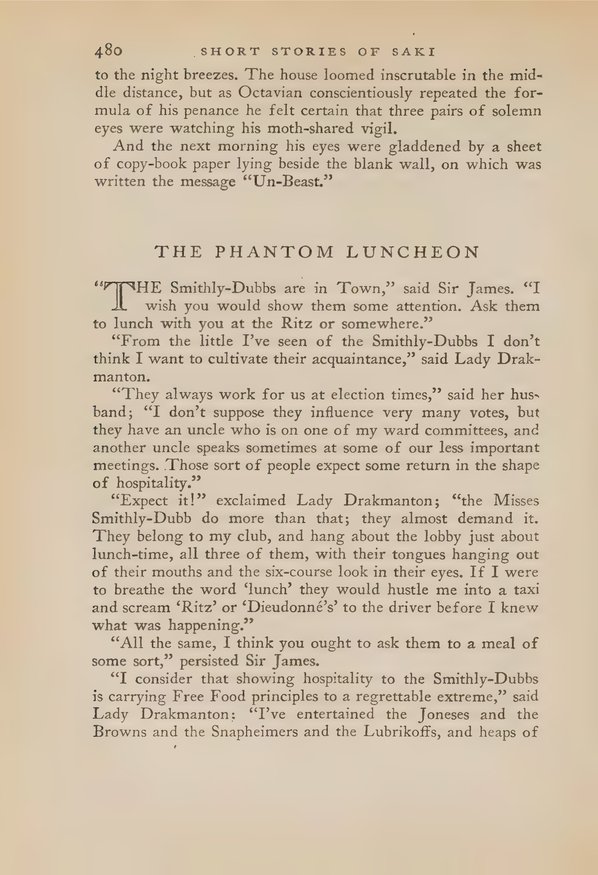 480 SHORT STORIES OF SAKI
to the night breezes. The house loomed inscrutable in the mid-
dle distance, but as Octavian conscientiously repeated the for-
mula of his penance he felt certain that three pairs of solemn
eyes were watching his moth-shared vigil.
And the next morning his eyes were gladdened by a sheet
of copy-book paper lying beside the blank wall, on which was
written the message “Un-Beast.”
THE PHANTOM LUNCHEON
“THE Smithly-Dubbs are in Town,” said Sir James. “I
wish you would show them some attention. Ask them
to lunch with you at the Ritz or somewhere.”
“From the little I’ve seen of the Smithly-Dubbs I don’t
think I want to cultivate their acquaintance,” said Lady Drak-
manton.
“They always work for us at election times,” said her hus-
band; “I don’t suppose they influence very many votes, but
they have an uncle who is on one of my ward committees, and
another uncle speaks sometimes at some of our less important
meetings. Those sort of people expect some return in the shape
of hospitality.”
“Expect it!” exclaimed Lady Drakmanton; “the Misses
Smithly-Dubb do more than that; they almost demand it.
They belong to my club, and hang about the lobby just about
lunch-time, all three of them, with their tongues hanging out
of their mouths and the six-course look in their eyes. If I were
to breathe the word ‘lunch’ they would hustle me into a taxi
and scream ‘Ritz’ or ‘Dieudonné’s’ to the driver before I knew
what was happening.”
“All the same, I think you ought to ask them to a meal of
some sort,” persisted Sir James.
“I consider that showing hospitality to the Smithly-Dubbs
is carrying Free Food principles to a regrettable extreme,” said
Lady Drakmanton; “I’ve entertained the Joneses and the
Browns and the Snapheimers and the Lubrikoffs, and heaps of